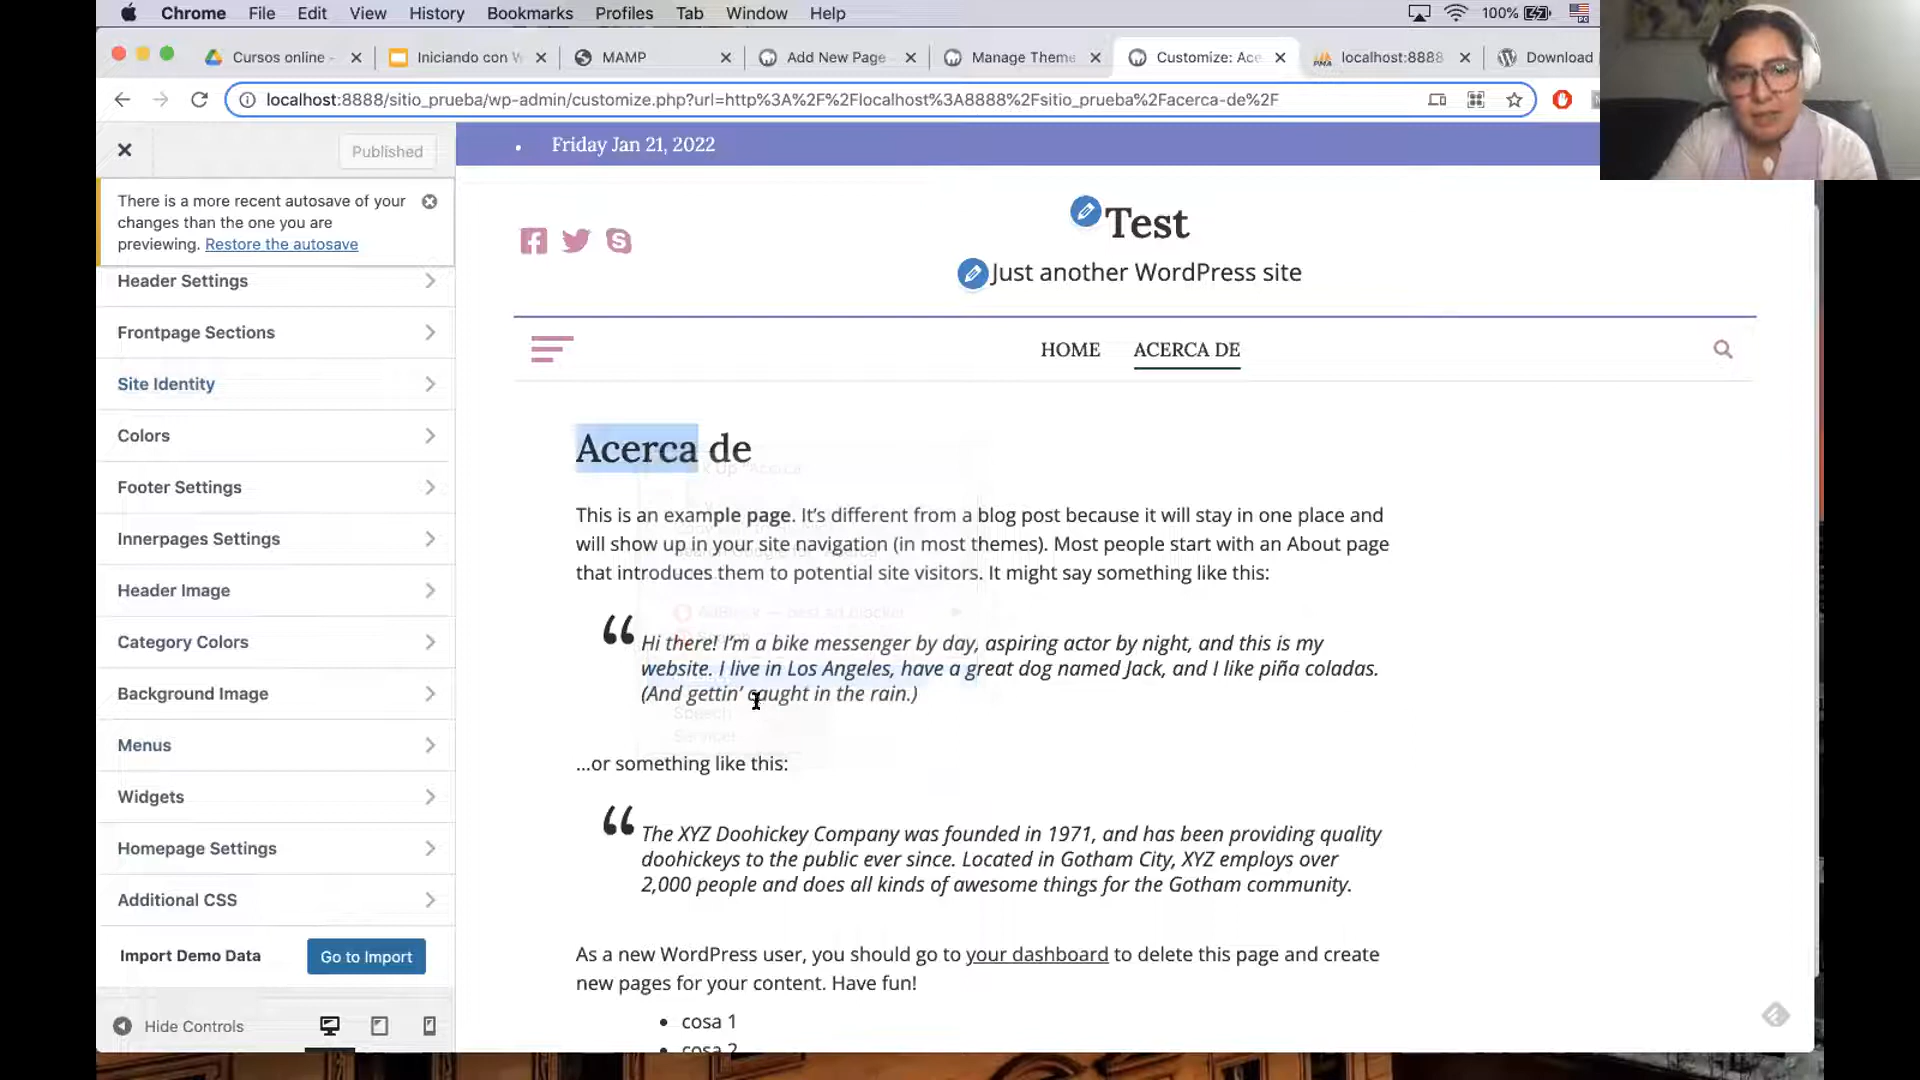 Chrome File Edit View History Bookmarks Profiles Tab Window Help 100%
Cursos online - Iniciando con W MAMP Add New Page Manage Theme Customize: Ace localhost:8888 Download
localhost:8888/sitio_prueba/wp-admin/customize.php?url=http%3A%2F%2Flocalhost%3A8888%2Fsitio_prueba%2Facerca-de%2F
Published
There is a more recent autosave of your
changes than the one you are
previewing. Restore the autosave
Header Settings
Frontpage Sections
Site Identity
Colors
Footer Settings
Innerpages Settings
Header Image
Category Colors
Background Image
Menus
Widgets
Homepage Settings
Additional CSS
Import Demo Data Go to Import
Hide Controls
Friday Jan 21, 2022
Test
Just another WordPress site
HOME ACERCA DE
Acerca de
This is an example page. It’s different from a blog post because it will stay in one place and
will show up in your site navigation (in most themes). Most people start with an About page
that introduces them to potential site visitors. It might say something like this:
“ Hi there! I’m a bike messenger by day, aspiring actor by night, and this is my
website. I live in Los Angeles, have a great dog named Jack, and I like piña coladas.
(And gettin’ caught in the rain.)
Speech
Services
…or something like this:
“ The XYZ Doohickey Company was founded in 1971, and has been providing quality
doohickeys to the public ever since. Located in Gotham City, XYZ employs over
2,000 people and does all kinds of awesome things for the Gotham community.
As a new WordPress user, you should go to your dashboard to delete this page and create
new pages for your content. Have fun!
• cosa 1
• cosa 2